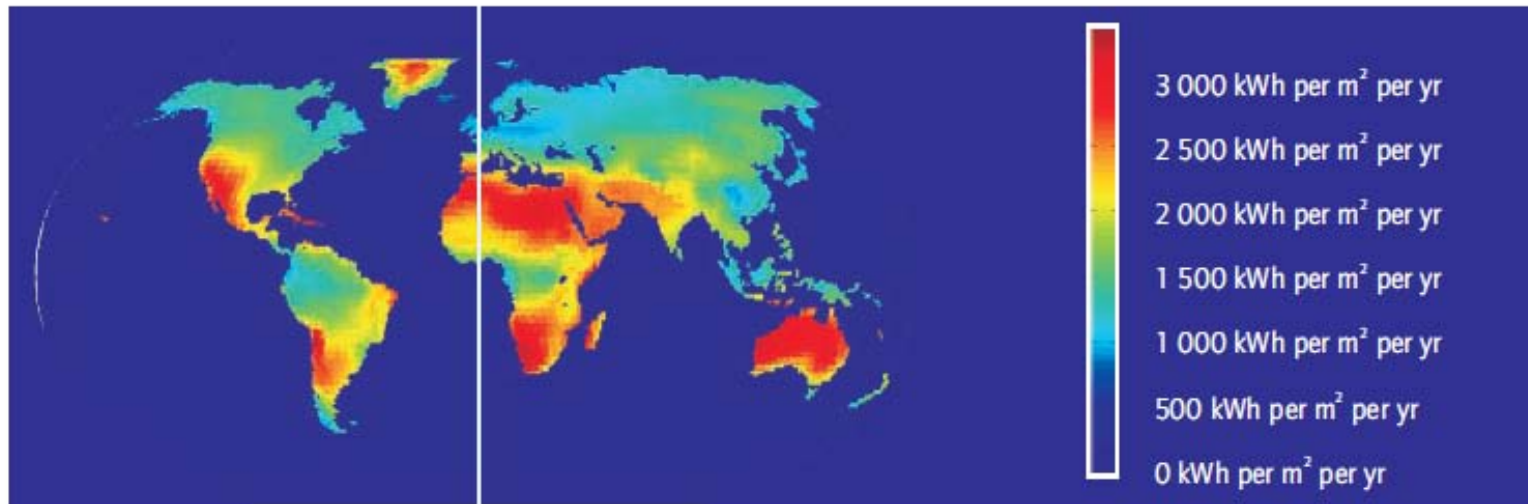 3 000 kWh per m² per yr
2 500 kWh per m² per yr
2 000 kWh per m² per yr
1 500 kWh per m² per yr
1 000 kWh per m² per yr
500 kWh per m² per yr
0 kWh per m² per yr